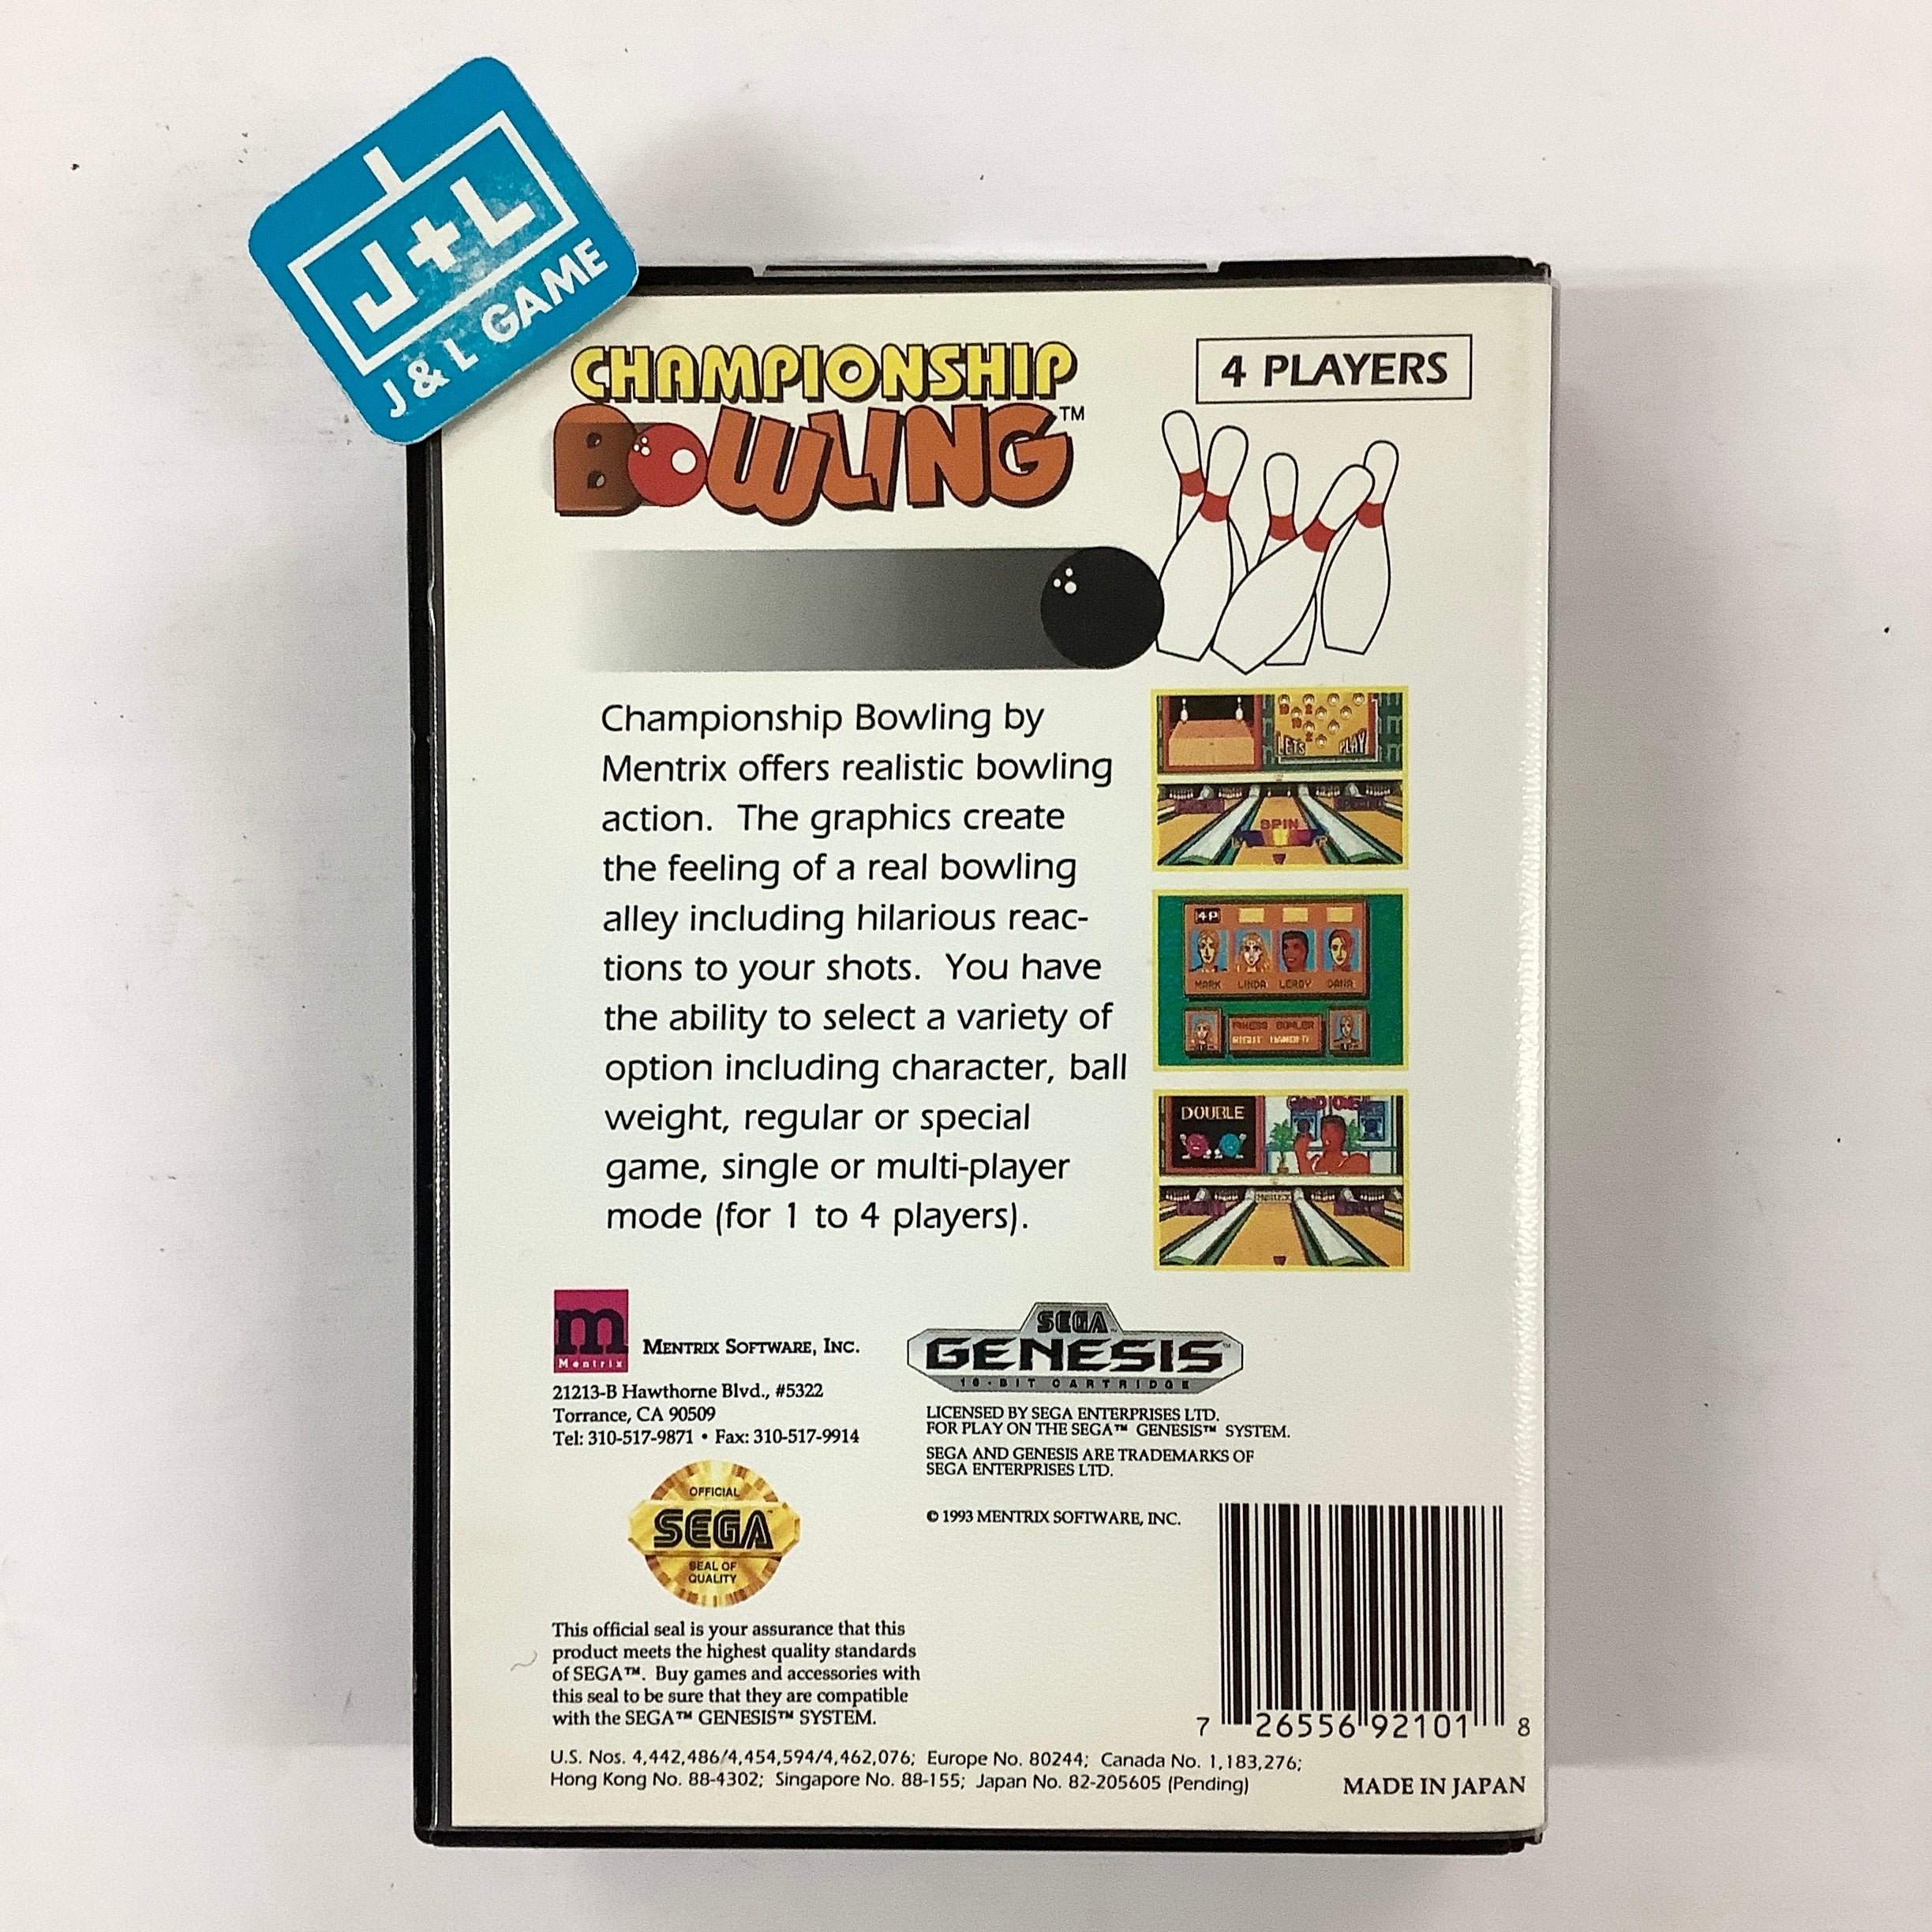 J+L
J & L GAME
CHAMPIONSHIP
BOWLING™
4 PLAYERS
Championship Bowling by
Mentrix offers realistic bowling
action. The graphics create
the feeling of a real bowling
alley including hilarious reac-
tions to your shots. You have
the ability to select a variety of
option including character, ball
weight, regular or special
game, single or multi-player
mode (for 1 to 4 players).
LETS PLAY
SPIN
4P
MARK LINDA LEROY DANA
RIGHT HANDED
DOUBLE
m
Mentrix
MENTRIX SOFTWARE, INC.
21213-B Hawthorne Blvd., #5322
Torrance, CA 90509
Tel: 310-517-9871 • Fax: 310-517-9914
SEGA™
GENESIS™
16-BIT CARTRIDGE
LICENSED BY SEGA ENTERPRISES LTD.
FOR PLAY ON THE SEGA™ GENESIS™ SYSTEM.
SEGA AND GENESIS ARE TRADEMARKS OF
SEGA ENTERPRISES LTD.
© 1993 MENTRIX SOFTWARE, INC.
OFFICIAL
SEGA™
SEAL OF
QUALITY
This official seal is your assurance that this
product meets the highest quality standards
of SEGA™. Buy games and accessories with
this seal to be sure that they are compatible
with the SEGA™ GENESIS™ SYSTEM.
7 26556 92101 8
U.S. Nos. 4,442,486/4,454,594/4,462,076; Europe No. 80244; Canada No. 1,183,276;
Hong Kong No. 88-4302; Singapore No. 88-155; Japan No. 82-205605 (Pending)
MADE IN JAPAN